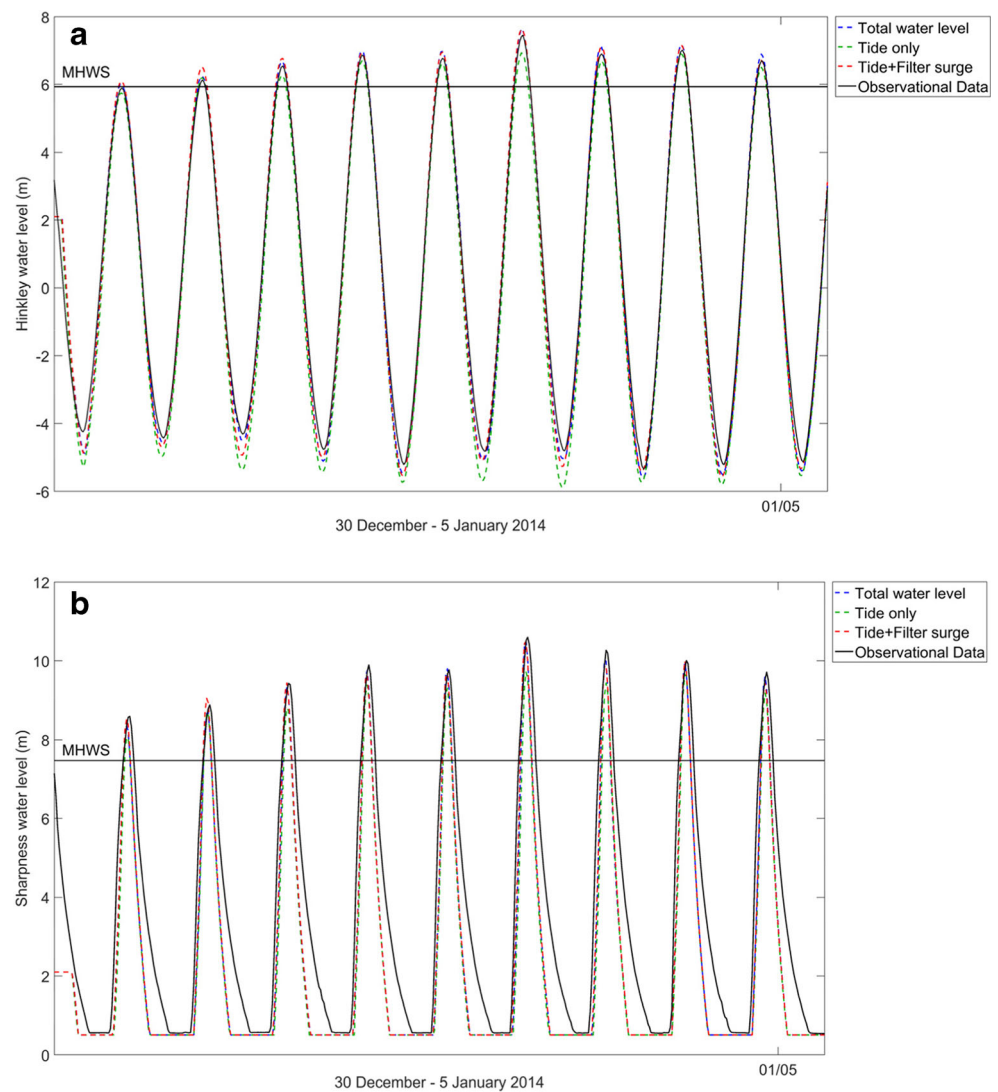 a
8
6
4
2
0
-2
-4
-6
MHWS
Hinkley water level (m)
01/05
30 December - 5 January 2014
Total water level
Tide only
Tide+Filter surge
Observational Data
b
12
10
8
6
4
2
0
MHWS
Sharpness water level (m)
01/05
30 December - 5 January 2014
Total water level
Tide only
Tide+Filter surge
Observational Data